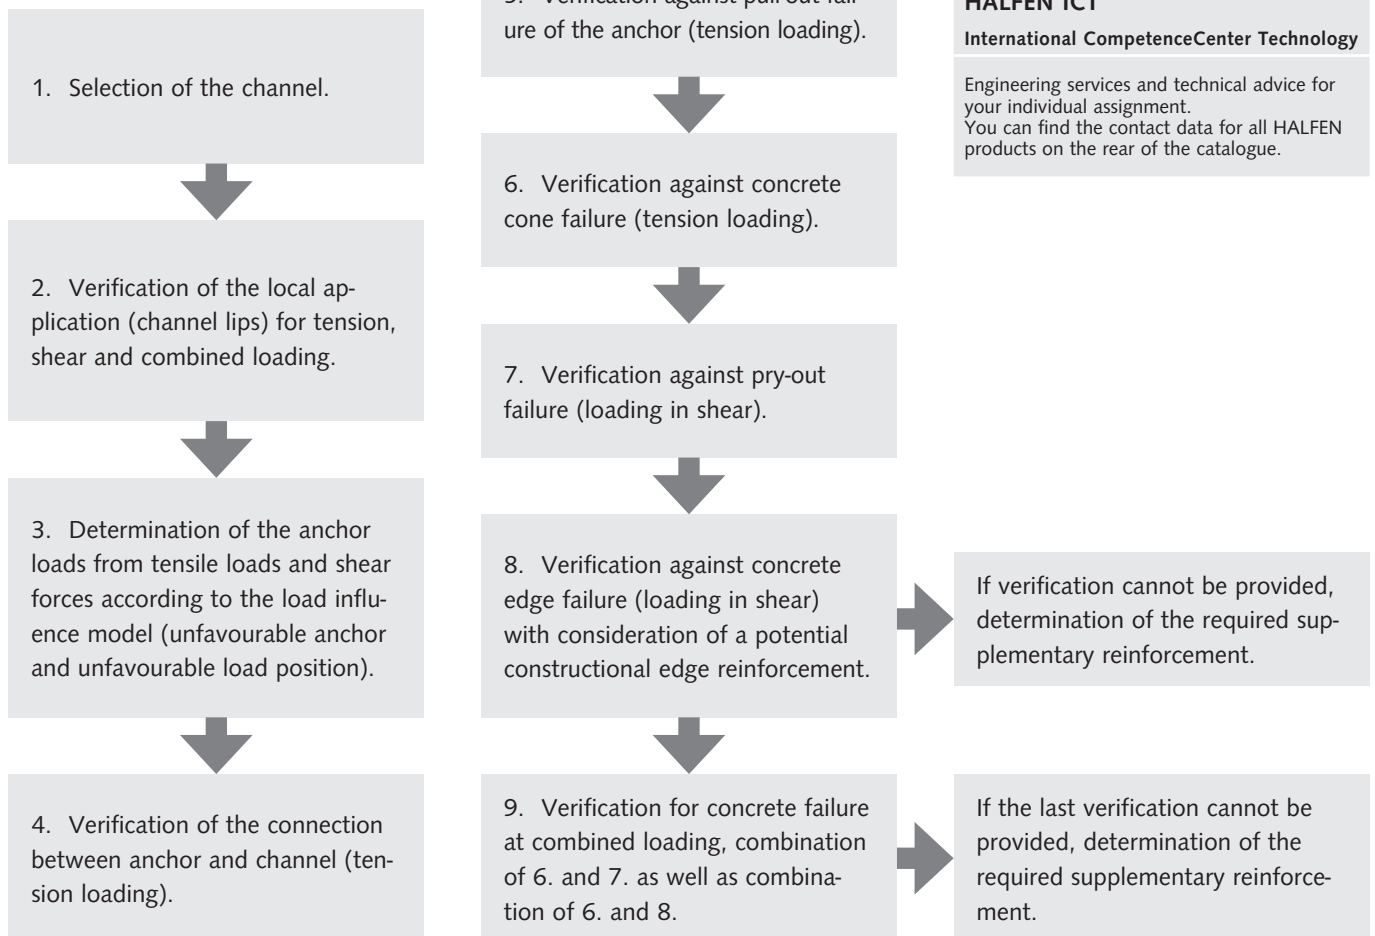 1. Selection of the channel.
2. Verification of the local ap-
plication (channel lips) for tension,
shear and combined loading.
3. Determination of the anchor
loads from tensile loads and shear
forces according to the load influ-
ence model (unfavourable anchor
and unfavourable load position).
4. Verification of the connection
between anchor and channel (ten-
sion loading).
5. Verification against pull-out fail-
ure of the anchor (tension loading).
6. Verification against concrete
cone failure (tension loading).
7. Verification against pry-out
failure (loading in shear).
8. Verification against concrete
edge failure (loading in shear)
with consideration of a potential
constructional edge reinforcement.
9. Verification for concrete failure
at combined loading, combination
of 6. and 7. as well as combina-
tion of 6. and 8.
HALFEN ICT
International CompetenceCenter Technology
Engineering services and technical advice for
your individual assignment.
You can find the contact data for all HALFEN
products on the rear of the catalogue.
If verification cannot be provided,
determination of the required sup-
plementary reinforcement.
If the last verification cannot be
provided, determination of the
required supplementary reinforce-
ment.